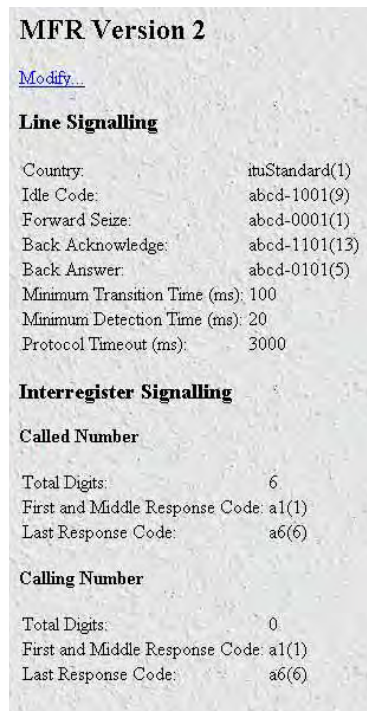 MFR Version 2
Modify...
Line Signalling
Country: ituStandard(1)
Idle Code: abcd-1001(9)
Forward Seize: abcd-0001(1)
Back Acknowledge: abcd-1101(13)
Back Answer: abcd-0101(5)
Minimum Transition Time (ms): 100
Minimum Detection Time (ms): 20
Protocol Timeout (ms): 3000
Interregister Signalling
Called Number
Total Digits: 6
First and Middle Response Code: a1(1)
Last Response Code: a6(6)
Calling Number
Total Digits: 0
First and Middle Response Code: a1(1)
Last Response Code: a6(6)